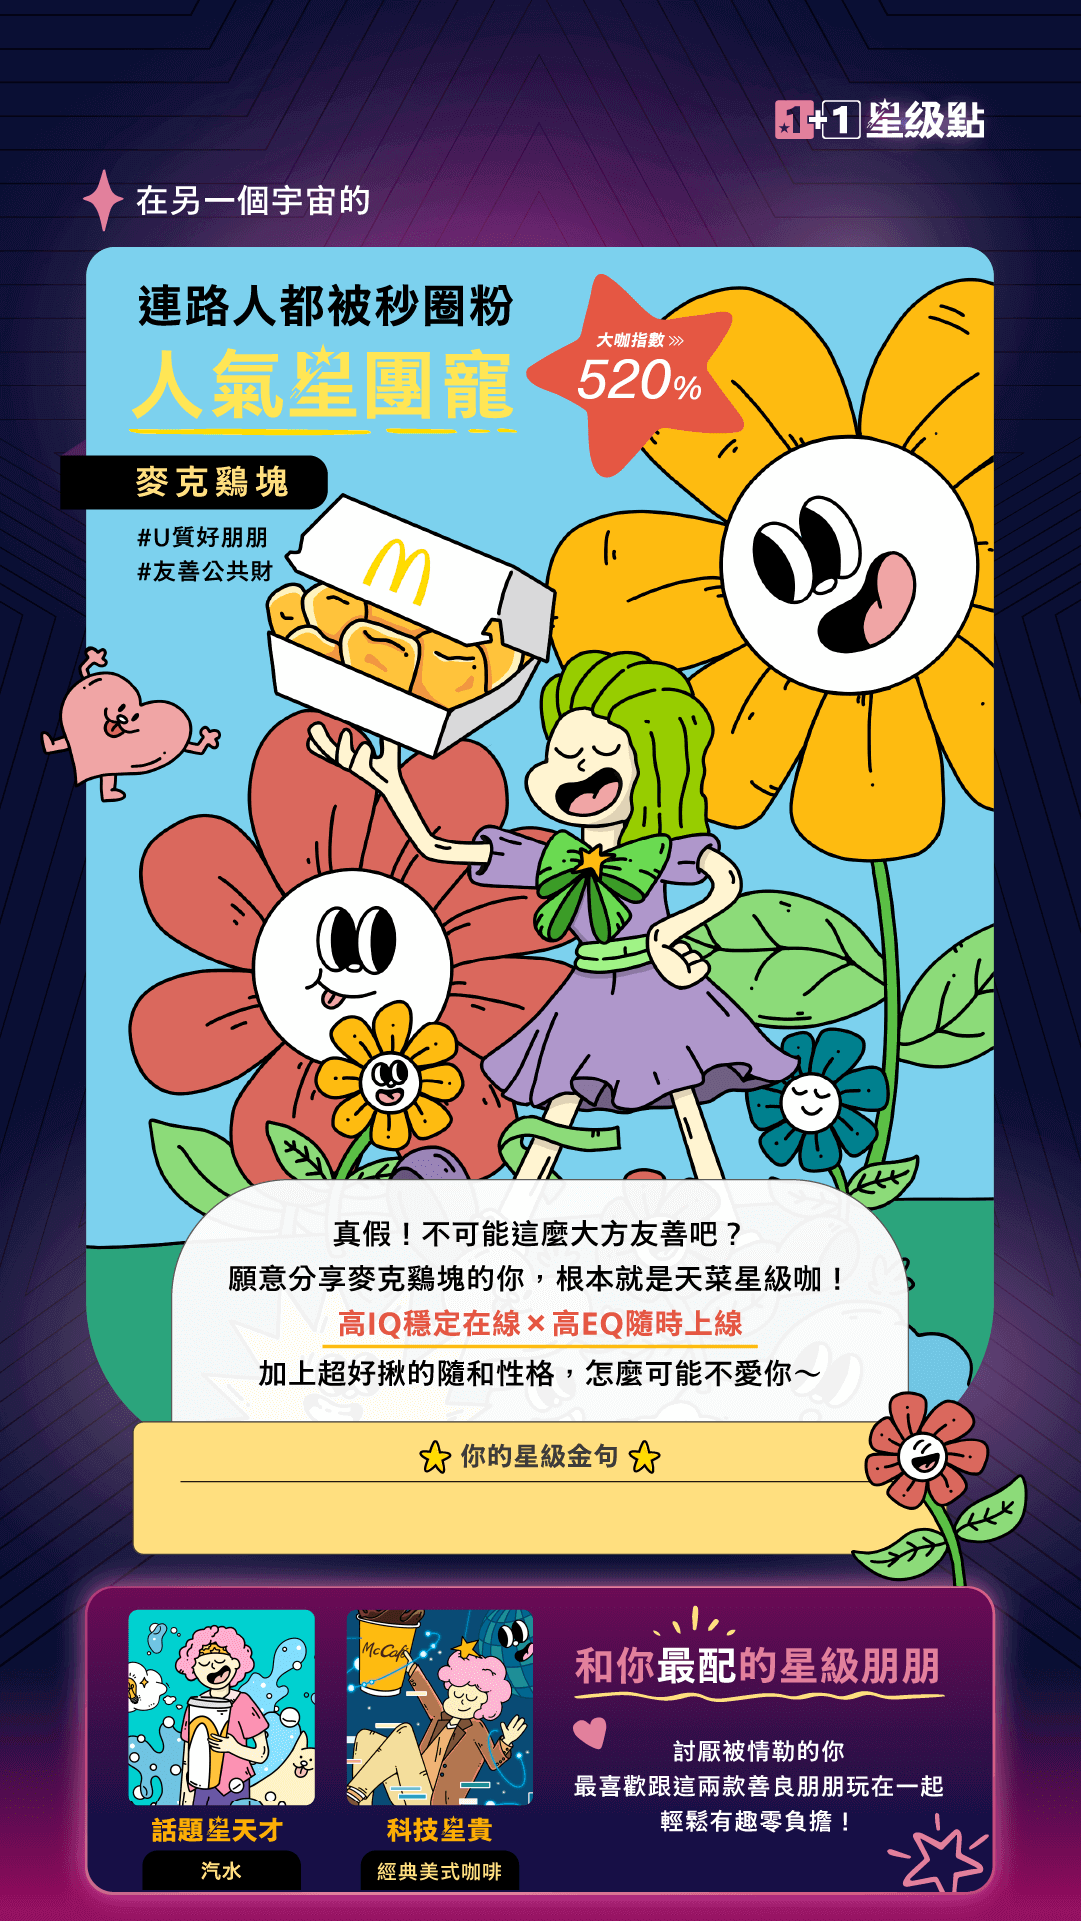 1+1 星級點
在另一個宇宙的
連路人都被秒圈粉
人氣星團寵
大咖指數 >>>
520%
麥克鷄塊
#U質好朋朋
#友善公共財
真假！不可能這麼大方友善吧？
願意分享麥克鷄塊的你，根本就是天菜星級咖！
高IQ穩定在線×高EQ隨時上線
加上超好揪的隨和性格，怎麼可能不愛你～
你的星級金句
McCafé
和你最配的星級朋朋
討厭被情勒的你
最喜歡跟這兩款善良朋朋玩在一起
輕鬆有趣零負擔！
話題星天才
汽水
科技星貴
經典美式咖啡